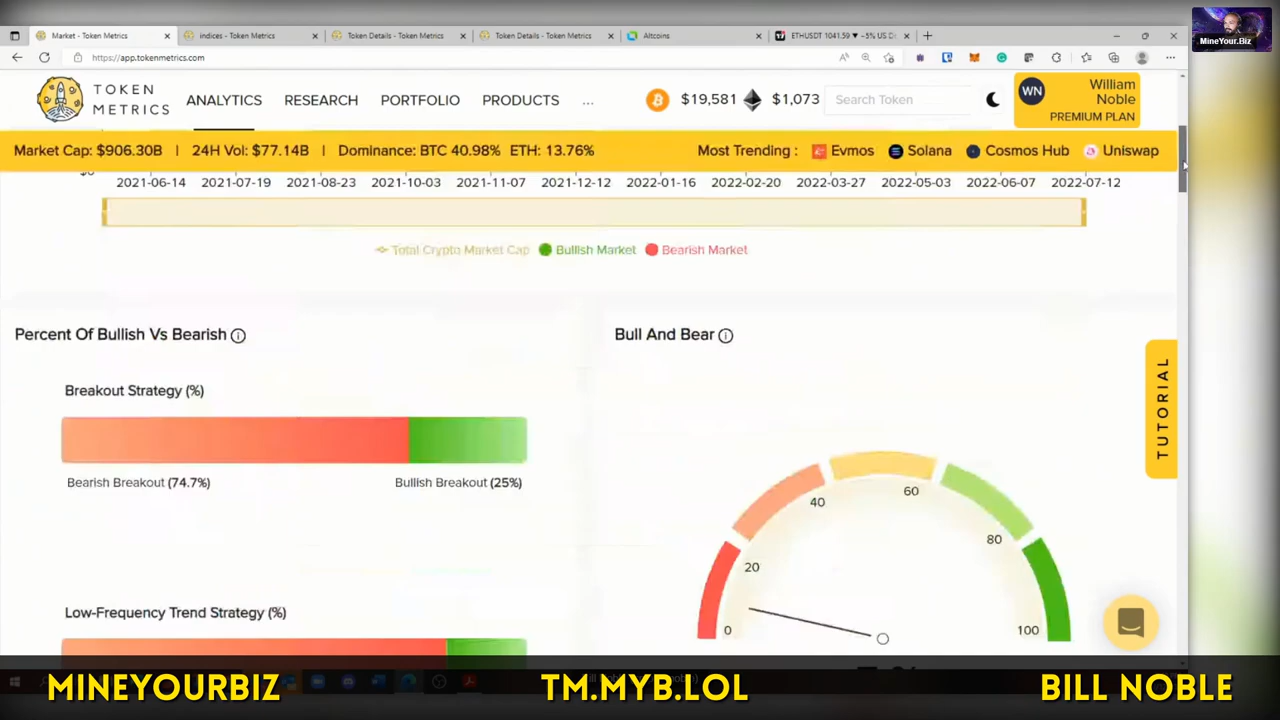 Market - Token Metrics
indices - Token Metrics
Token Details - Token Metrics
Token Details - Token Metrics
Altcoins
ETHUSDT 1041.59 ▼ −5% US D
MineYour.Biz
https://app.tokenmetrics.com
TOKEN METRICS
ANALYTICS
RESEARCH
PORTFOLIO
PRODUCTS
...
$19,581
$1,073
Search Token
WN
William Noble
PREMIUM PLAN
Market Cap: $906.30B | 24H Vol: $77.14B | Dominance: BTC 40.98% ETH: 13.76%
Most Trending : Evmos Solana Cosmos Hub Uniswap
$0
2021-06-14 2021-07-19 2021-08-23 2021-10-03 2021-11-07 2021-12-12 2022-01-16 2022-02-20 2022-03-27 2022-05-03 2022-06-07 2022-07-12
Total Crypto Market Cap Bullish Market Bearish Market
Percent Of Bullish Vs Bearish
Breakout Strategy (%)
Bearish Breakout (74.7%)
Bullish Breakout (25%)
Low-Frequency Trend Strategy (%)
Bull And Bear
0
20
40
60
80
100
TUTORIAL
MINEYOURBIZ
TM.MYB.LOL
BILL NOBLE